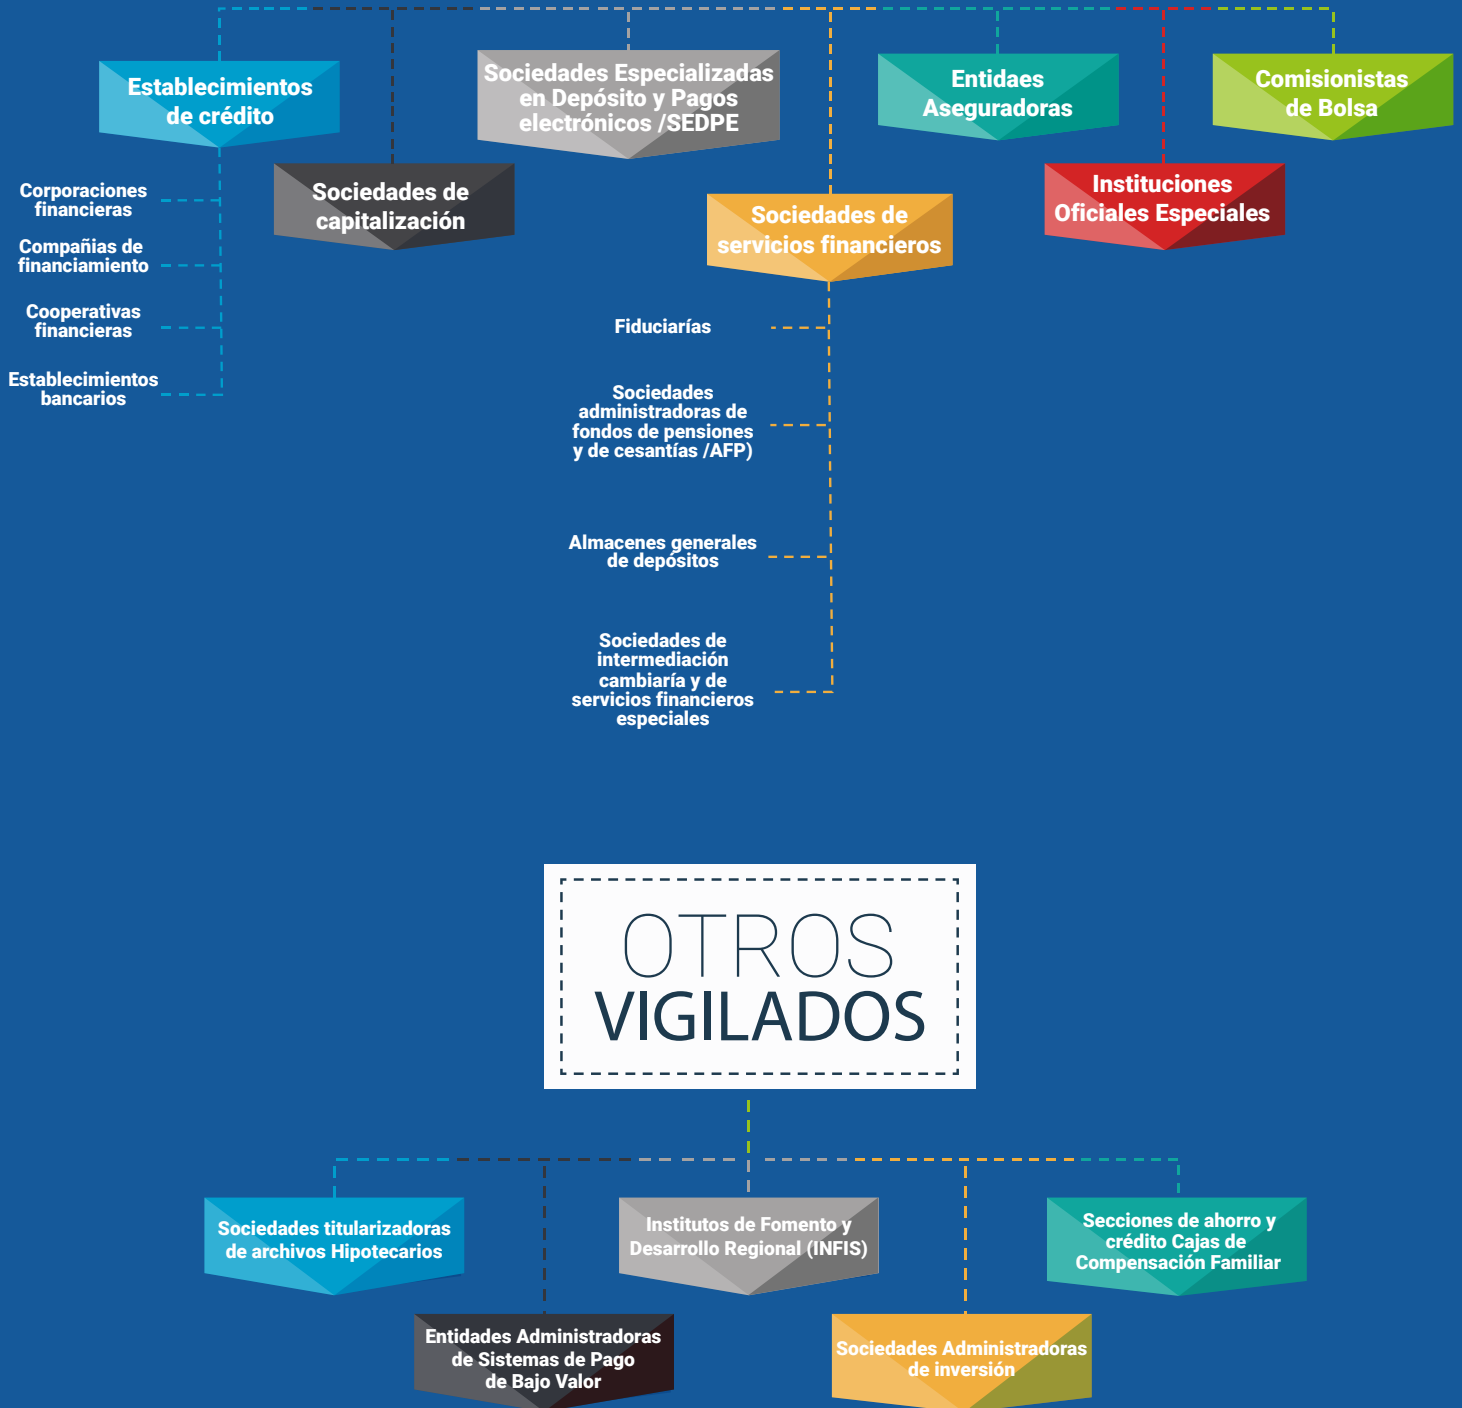 Establecimientos
de crédito
Corporaciones
financieras
Compañias de
financiamiento
Cooperativas
financieras
Establecimientos
bancarios
Sociedades de
capitalización
Sociedades Especializadas
en Depósito y Pagos
electrónicos /SEDPE
Sociedades de
servicios financieros
Fiduciarías
Sociedades
administradoras de
fondos de pensiones
y de cesantías /AFP)
Almacenes generales
de depósitos
Sociedades de
intermediación
cambiaría y de
servicios financieros
especiales
Entidaes
Aseguradoras
Instituciones
Oficiales Especiales
Comisionistas
de Bolsa
OTROS
VIGILADOS
Sociedades titularizadoras
de archivos Hipotecarios
Entidades Administradoras
de Sistemas de Pago
de Bajo Valor
Institutos de Fomento y
Desarrollo Regional (INFIS)
Sociedades Administradoras
de inversión
Secciones de ahorro y
crédito Cajas de
Compensación Familiar